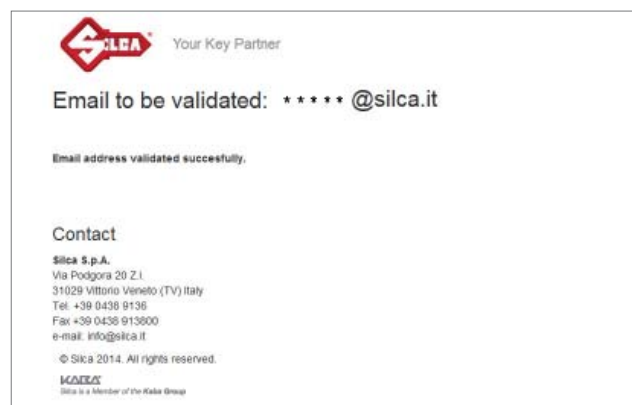 SILCA
Your Key Partner
Email to be validated: ***** @silca.it
Email address validated succesfully.
Contact
Silca S.p.A.
Via Podgora 20 Z.I.
31029 Vittorio Veneto (TV) Italy
Tel. +39 0438 9136
Fax +39 0438 913800
e-mail: info@silca.it
© Silca 2014. All rights reserved.
KABA
Silca is a Member of the Kaba Group